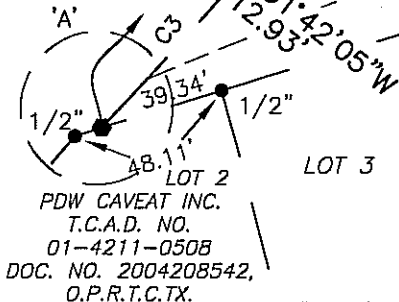 'A'
C3
1°42'05"W
2.93'
39.34'
1/2"
1/2"
48.11'
LOT 2
LOT 3
PDW CAVEAT INC.
T.C.A.D. NO.
01-4211-0508
DOC. NO. 2004208542,
O.P.R.T.C.TX.